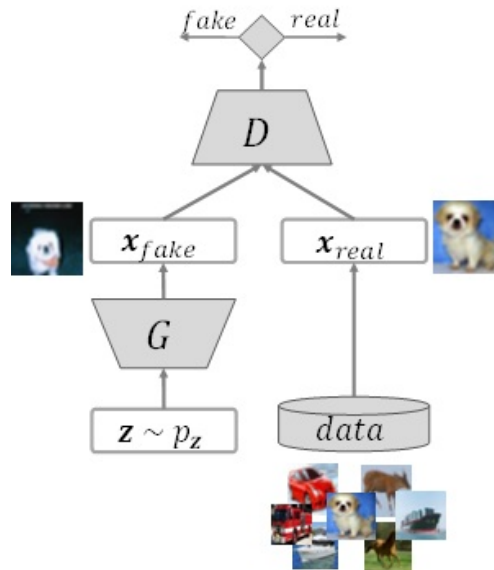 fake real
D
x_fake x_real
G
z ∼ p_z data